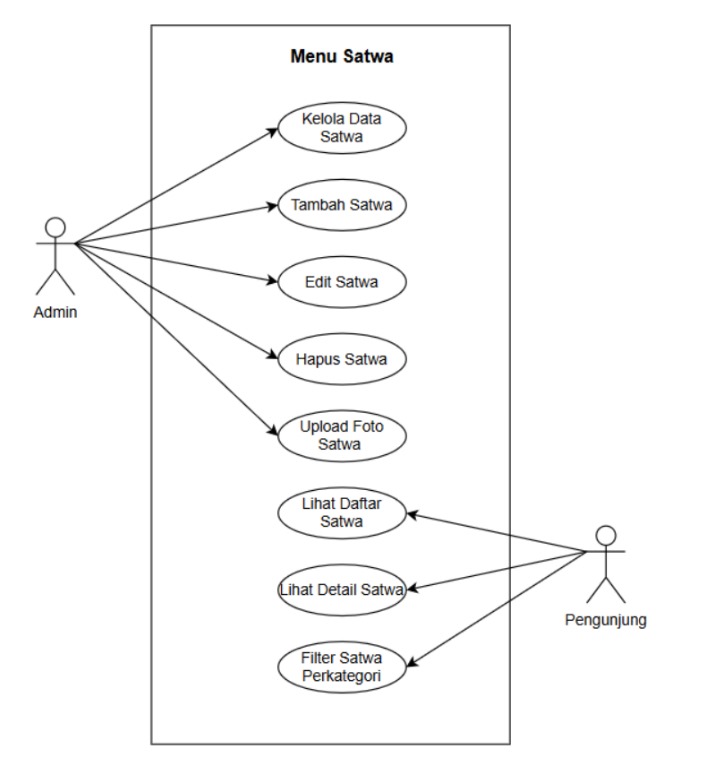 Menu Satwa
Kelola Data
Satwa
Tambah Satwa
Edit Satwa
Admin
Hapus Satwa
Upload Foto
Satwa
Lihat Daftar
Satwa
Lihat Detail Satwa
Pengunjung
Filter Satwa
Perkategori